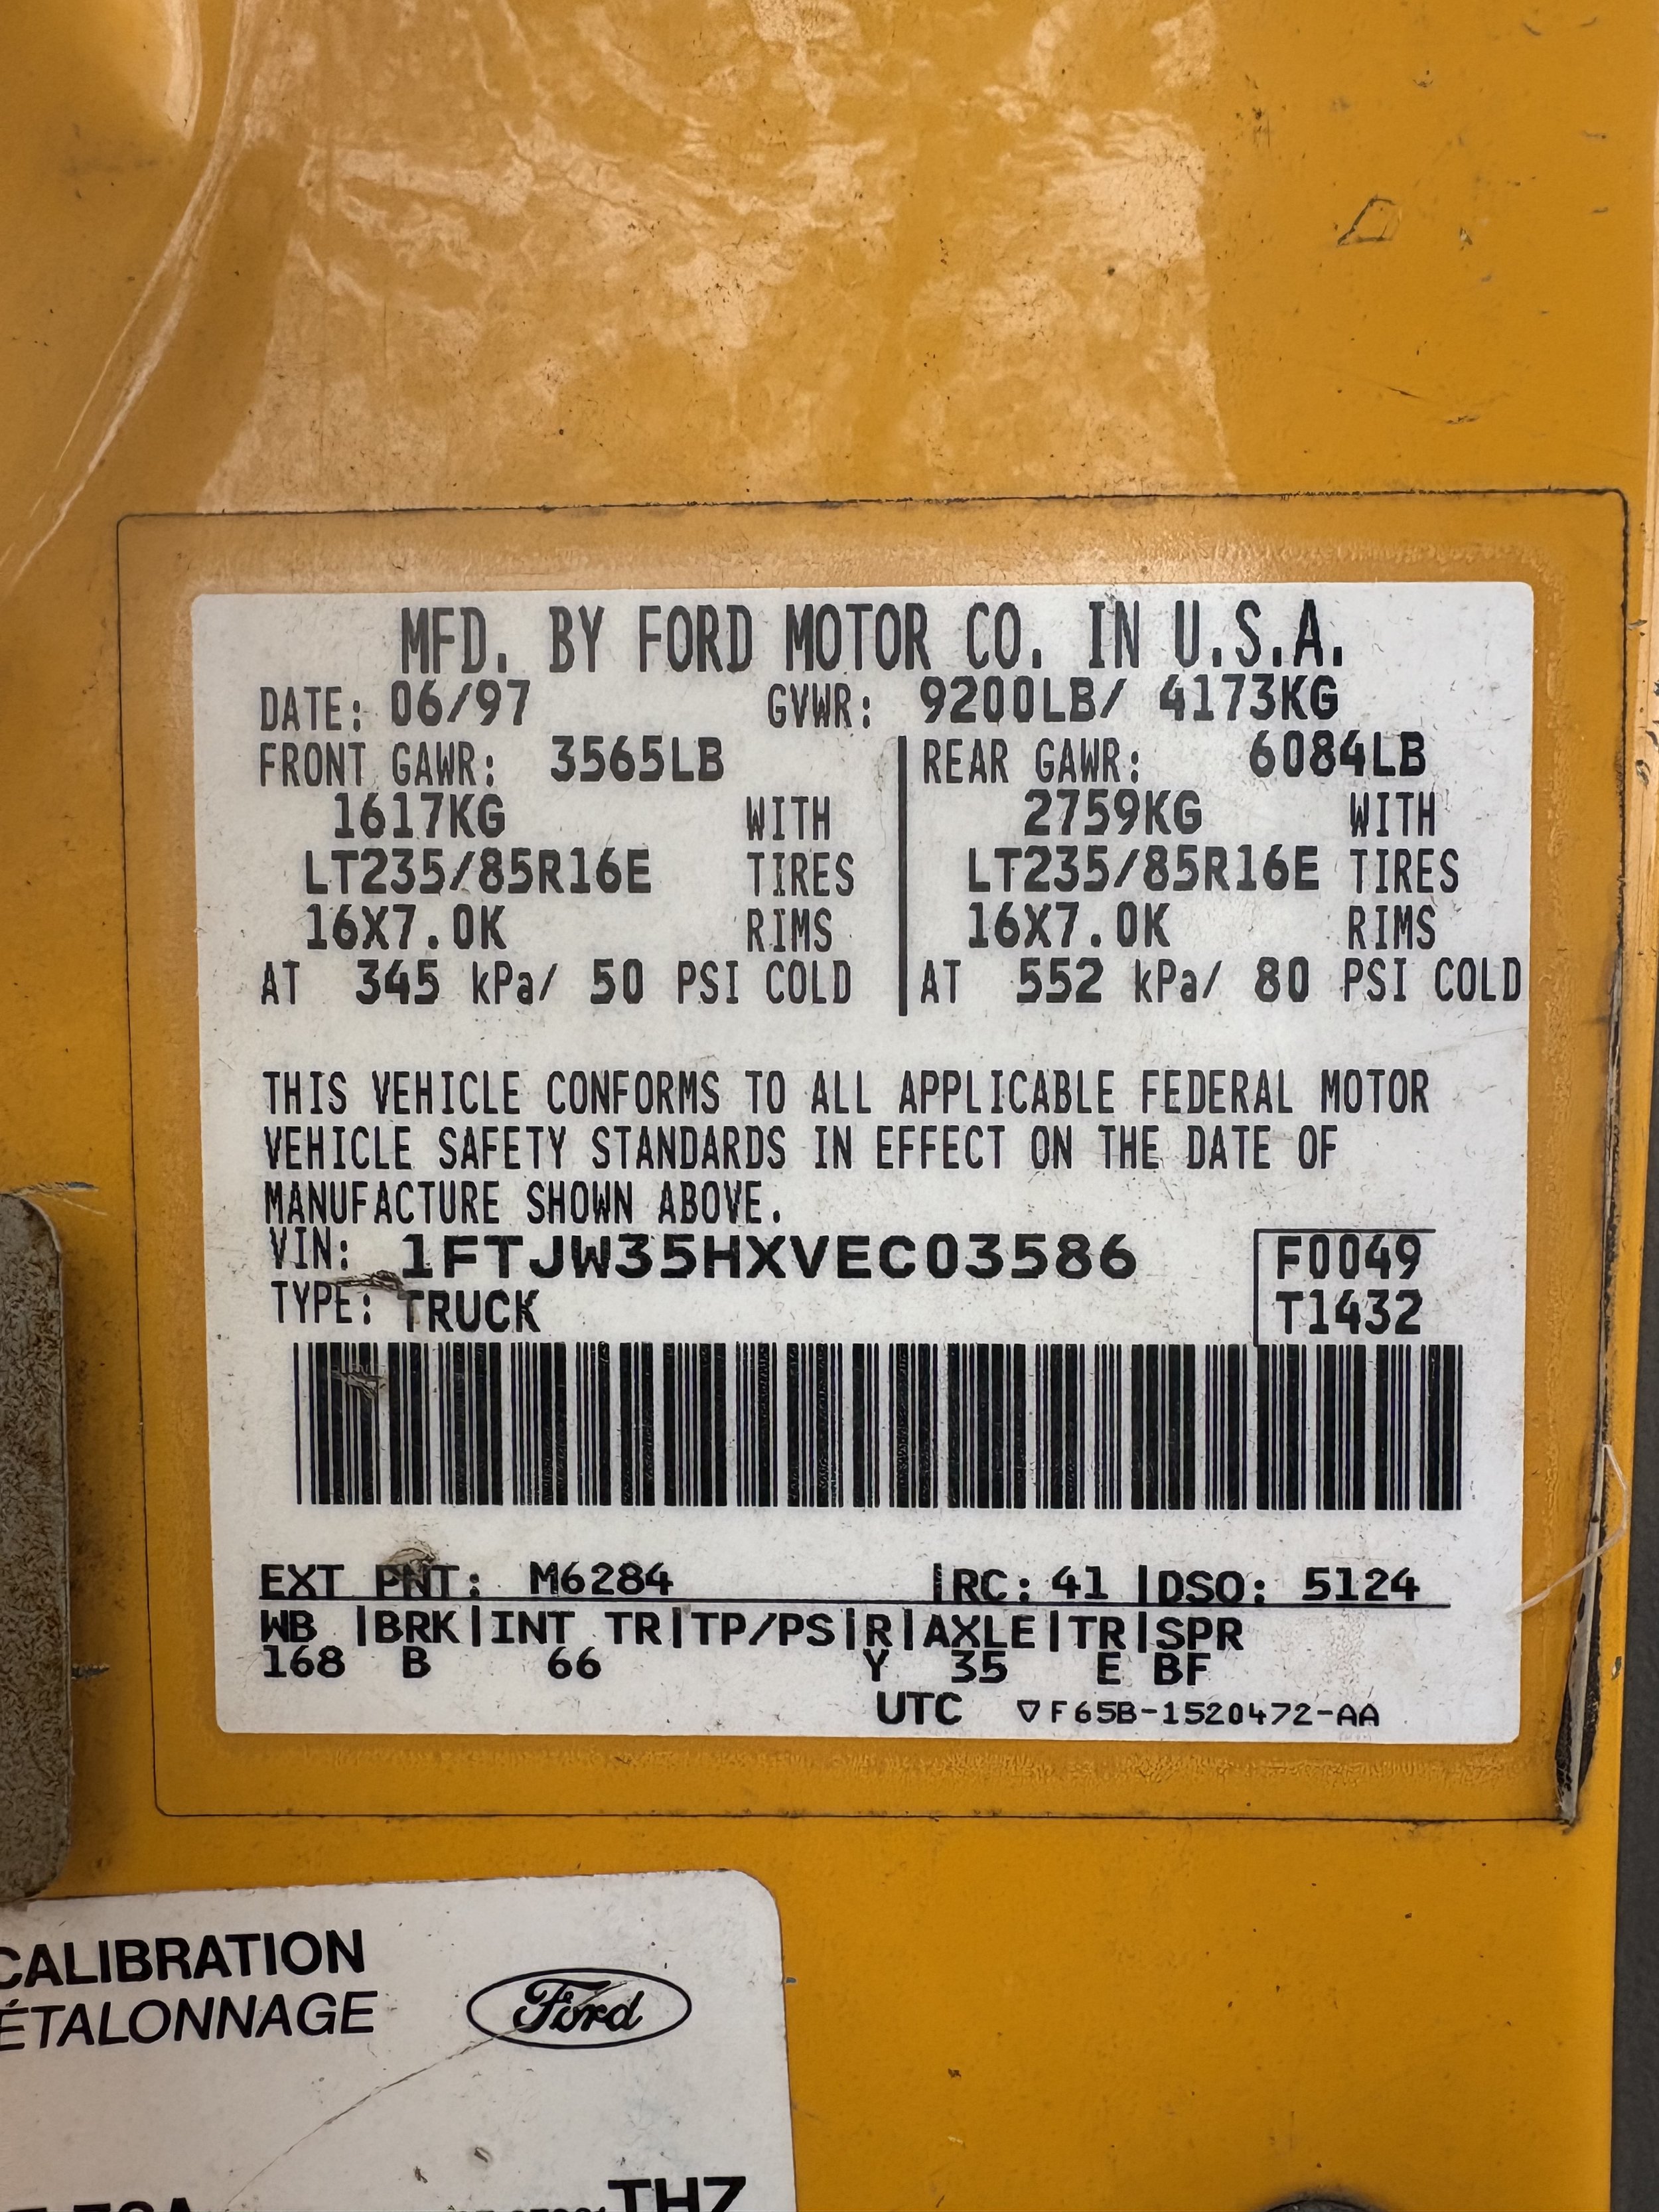 MFD. BY FORD MOTOR CO. IN U.S.A.
DATE: 06/97 GVWR: 9200LB/ 4173KG
FRONT GAWR: 3565LB REAR GAWR: 6084LB
1617KG WITH 2759KG WITH
LT235/85R16E TIRES LT235/85R16E TIRES
16X7.0K RIMS 16X7.0K RIMS
AT 345 kPa/ 50 PSI COLD AT 552 kPa/ 80 PSI COLD
THIS VEHICLE CONFORMS TO ALL APPLICABLE FEDERAL MOTOR
VEHICLE SAFETY STANDARDS IN EFFECT ON THE DATE OF
MANUFACTURE SHOWN ABOVE.
VIN: 1FTJW35HXVEC03586 F0049
TYPE: TRUCK T1432
EXT PNT: M6284 |RC: 41 |DSO: 5124
WB |BRK|INT TR|TP/PS|R|AXLE|TR|SPR
168 B 66 Y 35 E BF
UTC ▽F65B-1520472-AA
CALIBRATION
ÉTALONNAGE
Ford